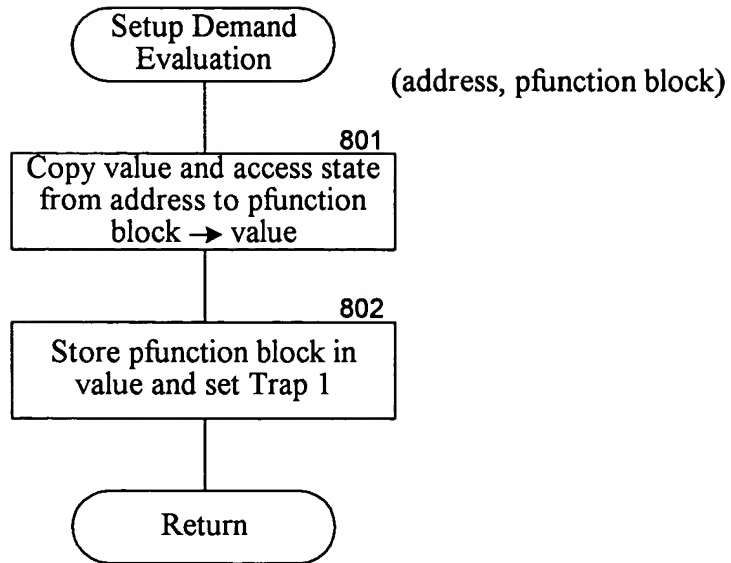 Setup Demand
Evaluation
(address, pfunction block)
801
Copy value and access state
from address to pfunction
block → value
802
Store pfunction block in
value and set Trap 1
Return